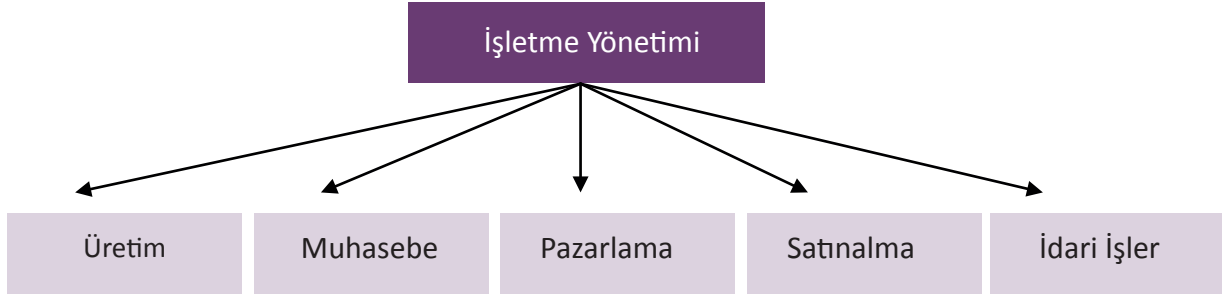 İşletme Yönetimi
Üretim
Muhasebe
Pazarlama
Satınalma
İdari İşler